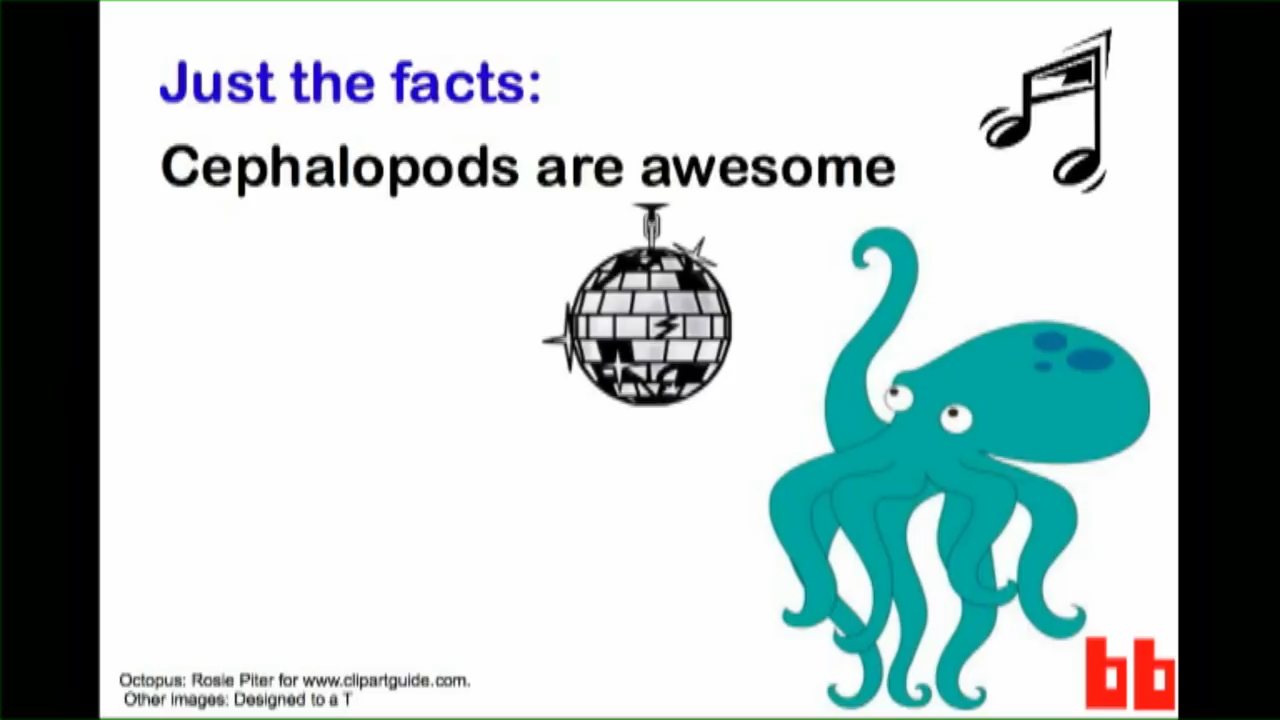 Just the facts:
Cephalopods are awesome
Octopus: Rosie Piter for www.clipartguide.com.
Other images: Designed to a T
bb